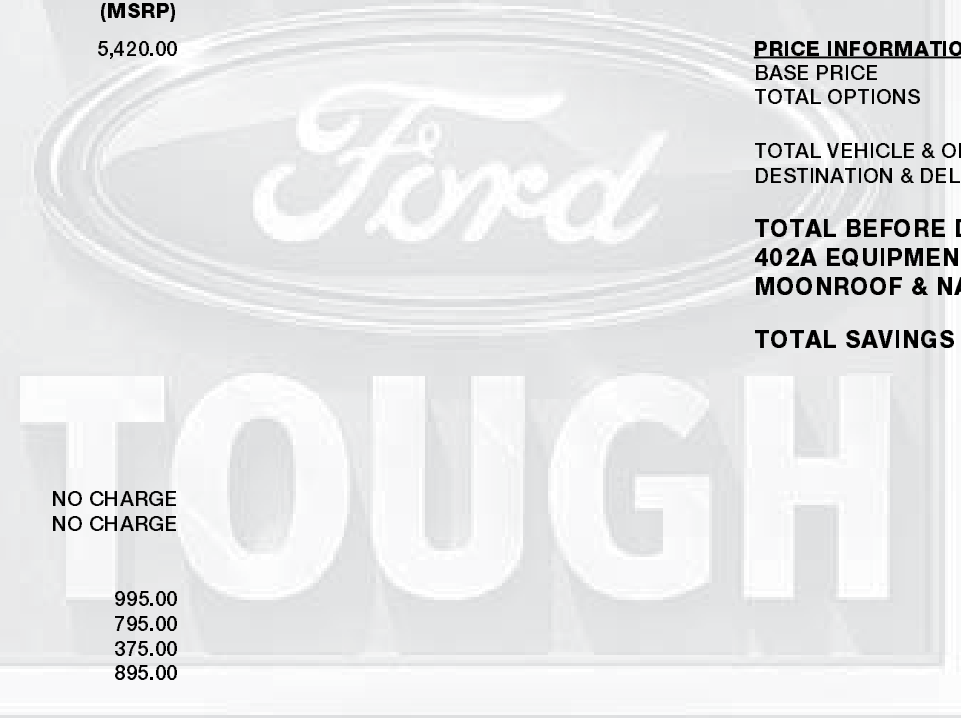 (MSRP)
5,420.00
PRICE INFORMATIO
BASE PRICE
TOTAL OPTIONS
TOTAL VEHICLE & O
DESTINATION & DEL
TOTAL BEFORE D
402A EQUIPMEN
MOONROOF & NA
TOTAL SAVINGS
Ford
TOUGH
NO CHARGE
NO CHARGE
995.00
795.00
375.00
895.00